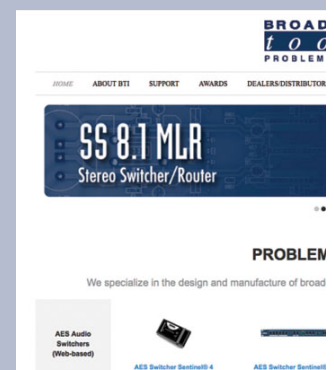 BROAD
too
PROBLEM
HOME ABOUT BTI SUPPORT AWARDS DEALERS/DISTRIBUTOR
SS 8.1 MLR
Stereo Switcher/Router
PROBLEM
We specialize in the design and manufacture of broad
AES Audio
Switchers
(Web-based)
AES Switcher Sentinel® 4 AES Switcher Sentinel®